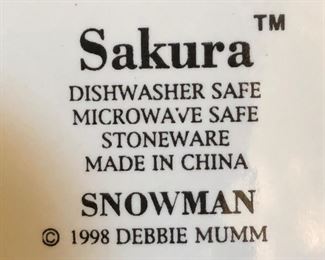 Sakura™
DISHWASHER SAFE
MICROWAVE SAFE
STONEWARE
MADE IN CHINA
SNOWMAN
© 1998 DEBBIE MUMM